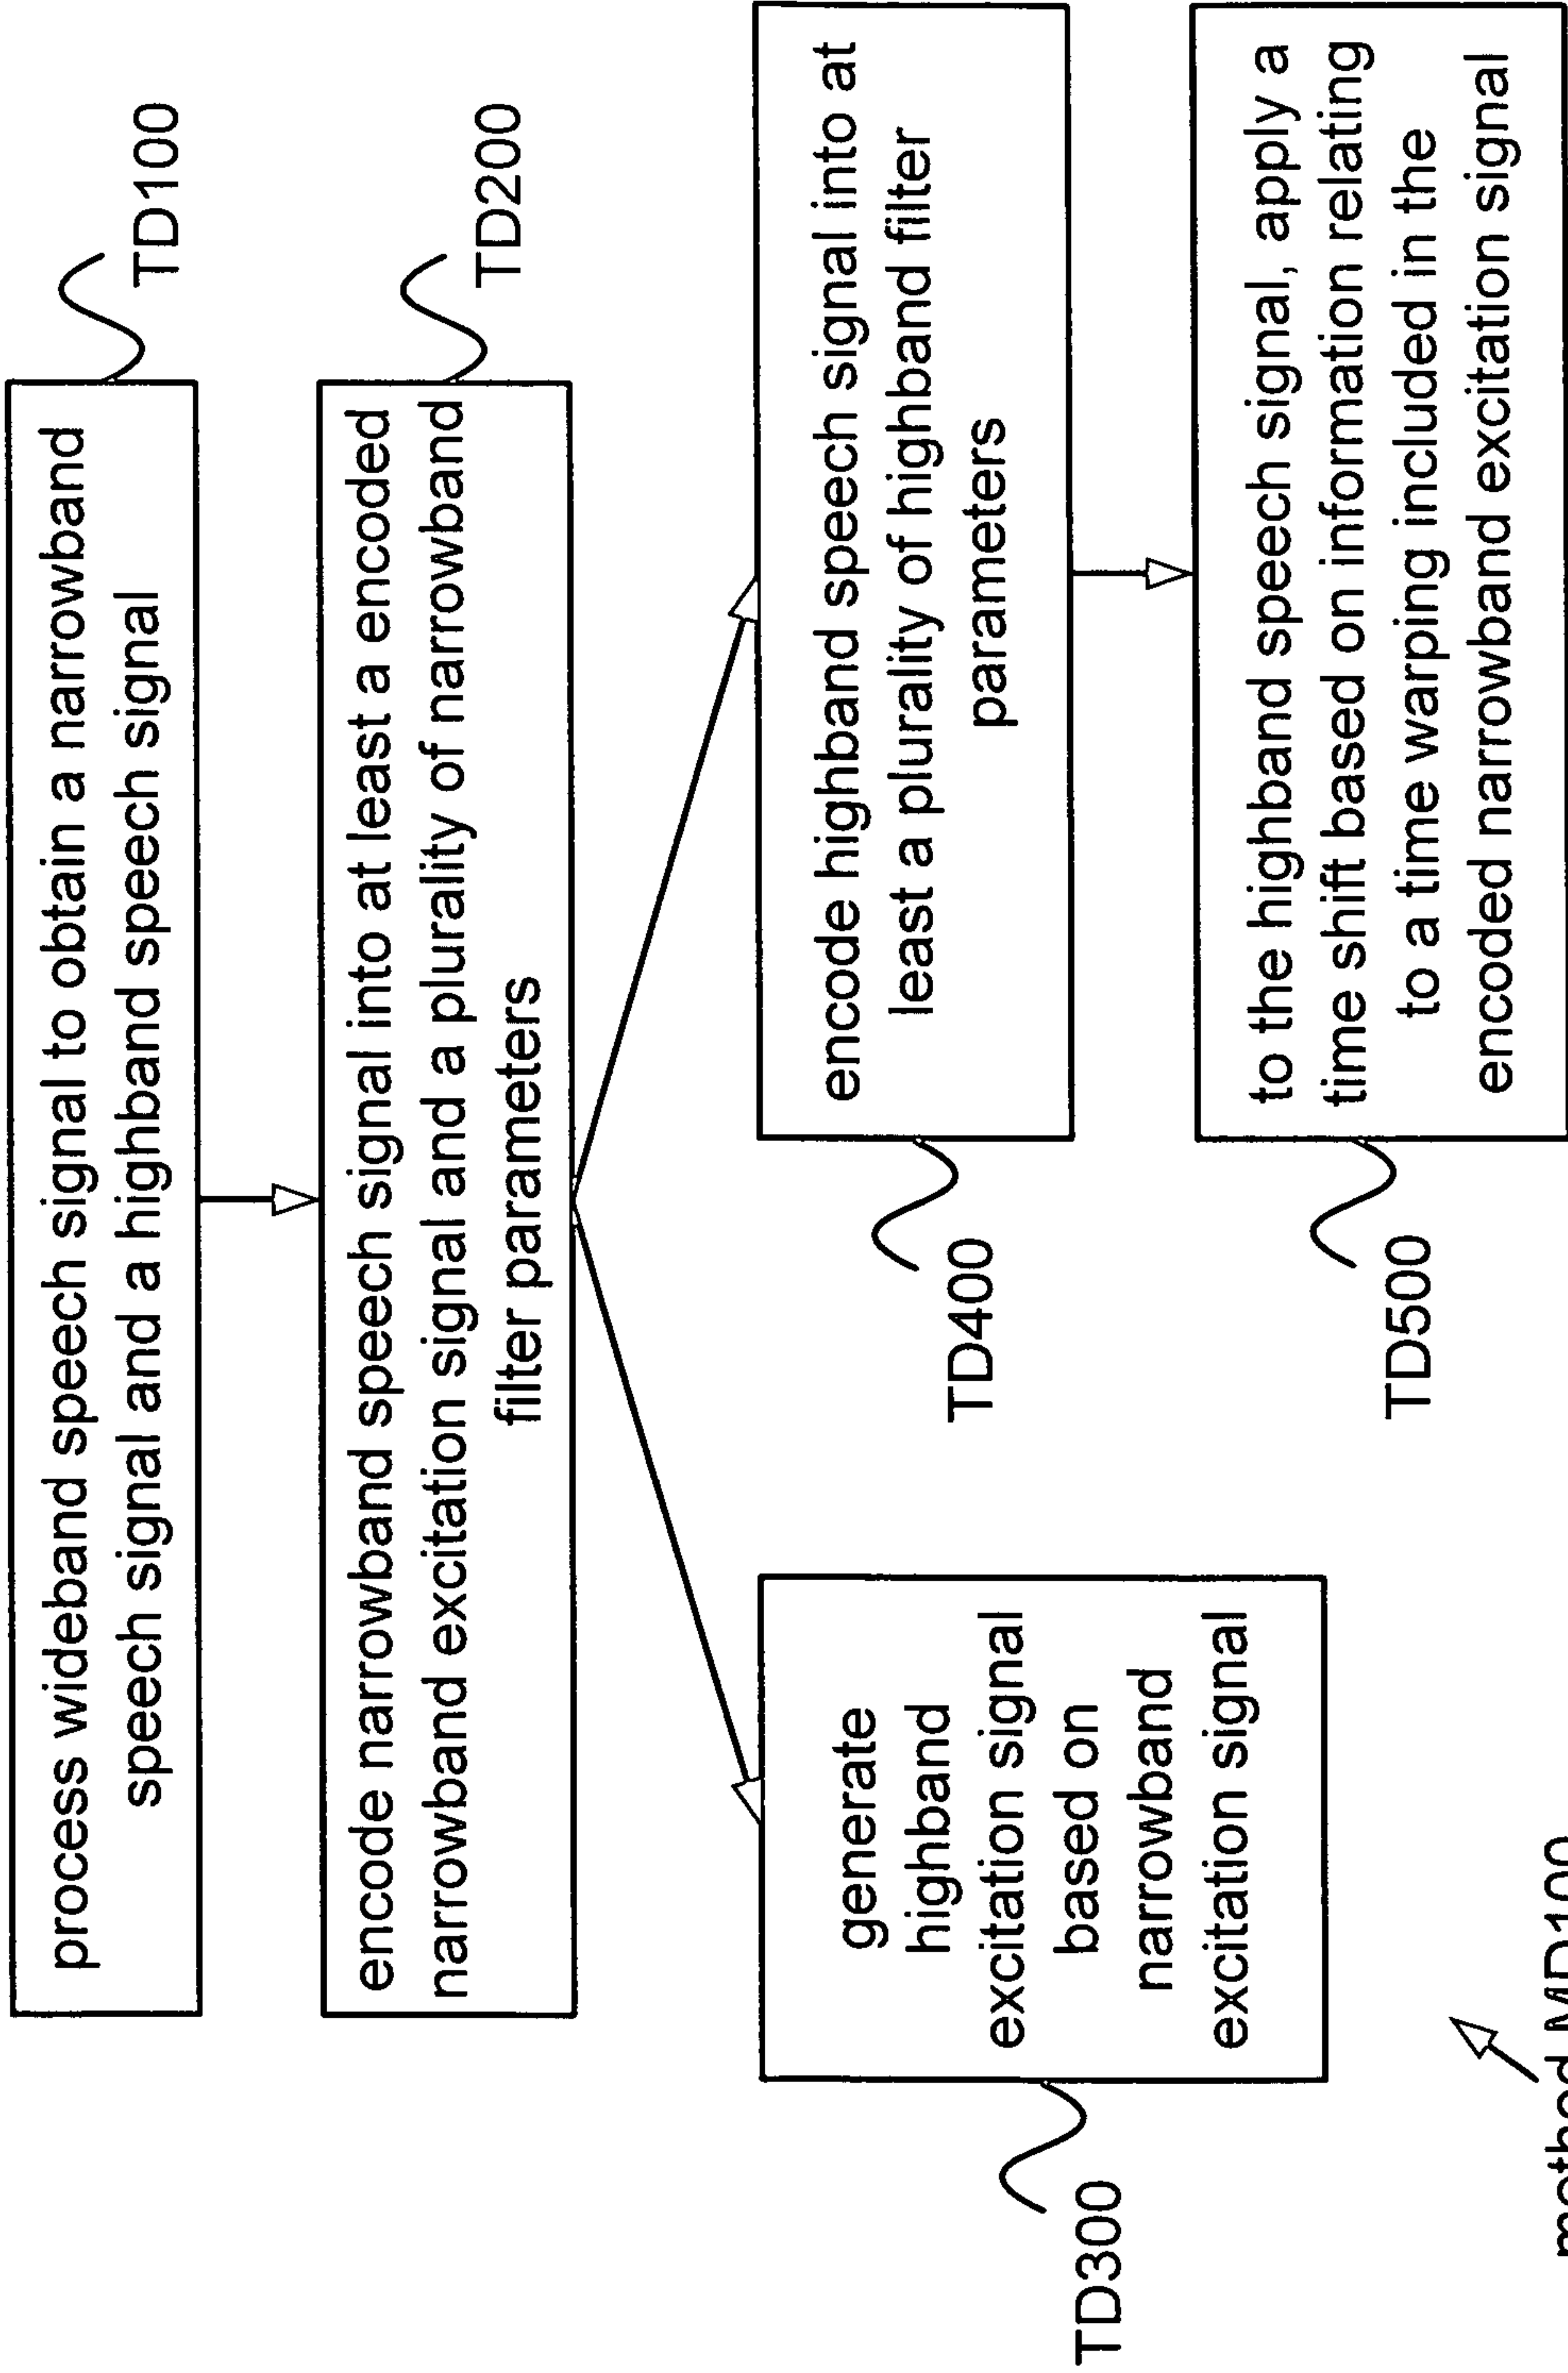 process wideband speech signal to obtain a narrowband
speech signal and a highband speech signal
TD100
encode narrowband speech signal into at least a encoded
narrowband excitation signal and a plurality of narrowband
filter parameters
TD200
generate
highband
excitation signal
based on
narrowband
excitation signal
TD300
encode highband speech signal into at
least a plurality of highband filter
parameters
TD400
to the highband speech signal, apply a
time shift based on information relating
to a time warping included in the
encoded narrowband excitation signal
TD500
method MD100